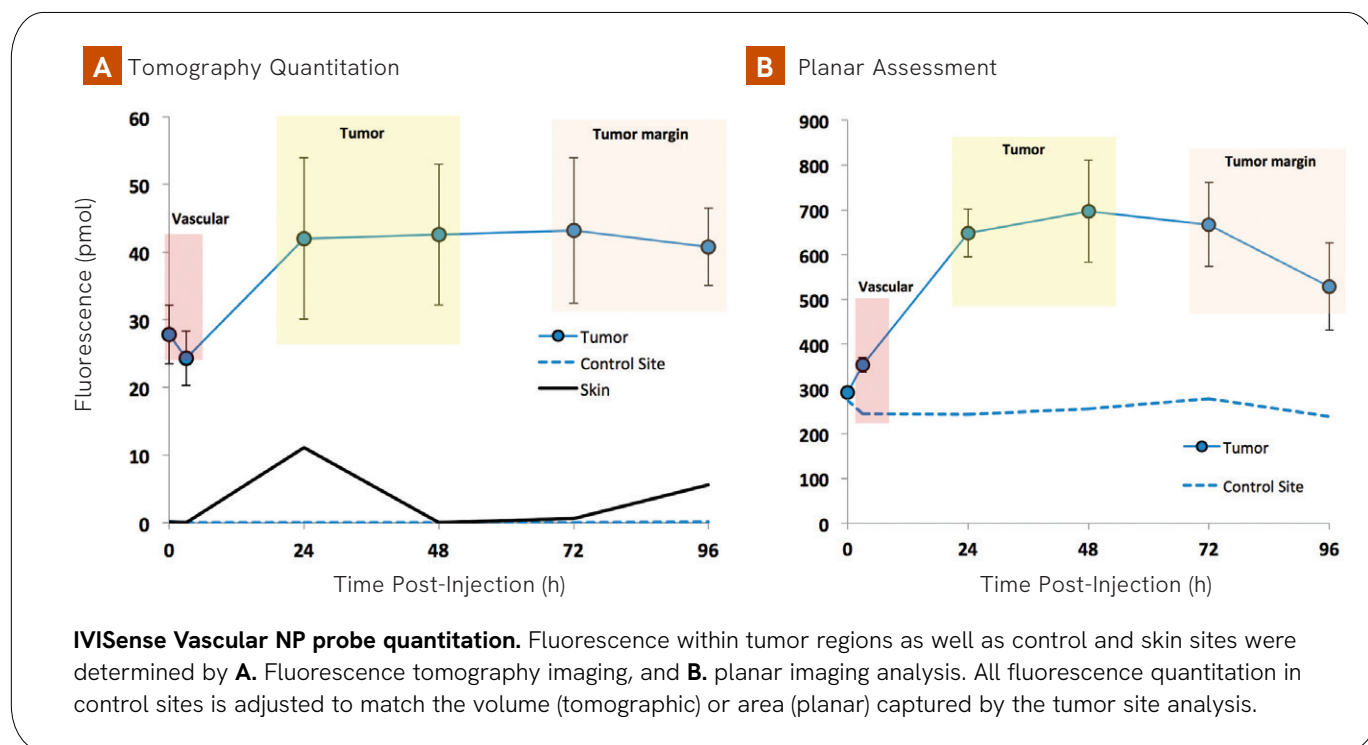 A Tomography Quantitation
60
50
40
30
20
10
0
Fluorescence (pmol)
Vascular
Tumor
Tumor margin
Tumor
Control Site
Skin
0 24 48 72 96
Time Post-Injection (h)
B Planar Assessment
900
800
700
600
500
400
300
200
100
0
Vascular
Tumor
Tumor margin
Tumor
Control Site
0 24 48 72 96
Time Post-Injection (h)
IVISense Vascular NP probe quantitation. Fluorescence within tumor regions as well as control and skin sites were
determined by A. Fluorescence tomography imaging, and B. planar imaging analysis. All fluorescence quantitation in
control sites is adjusted to match the volume (tomographic) or area (planar) captured by the tumor site analysis.